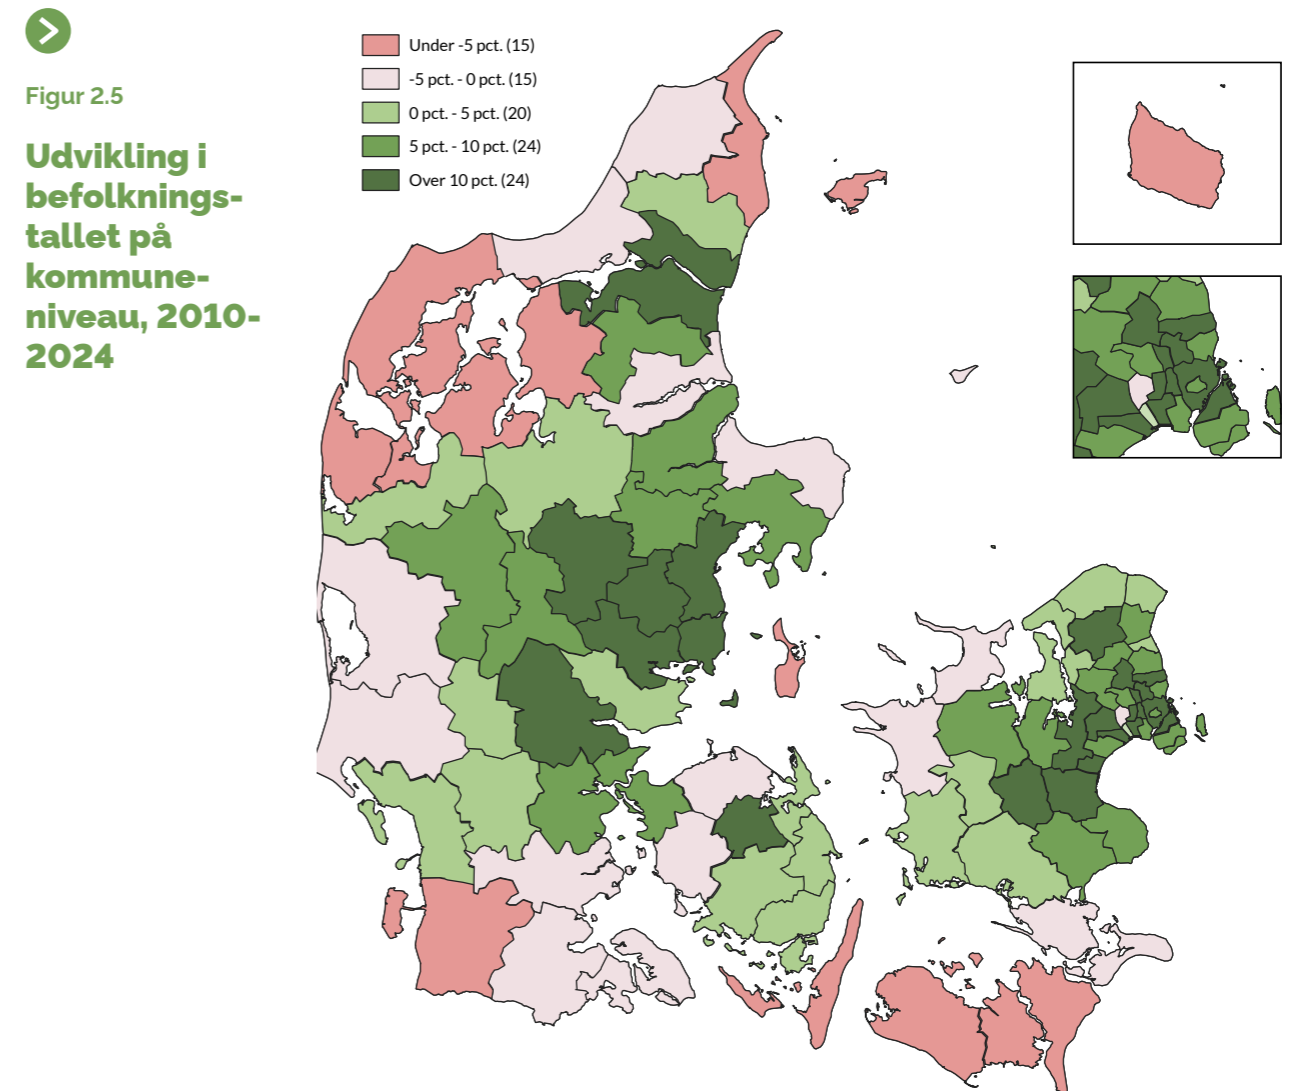 Figur 2.5
Udvikling i
befolknings-
tallet på
kommune-
niveau, 2010-
2024
Under -5 pct. (15)
-5 pct. - 0 pct. (15)
0 pct. - 5 pct. (20)
5 pct. - 10 pct. (24)
Over 10 pct. (24)